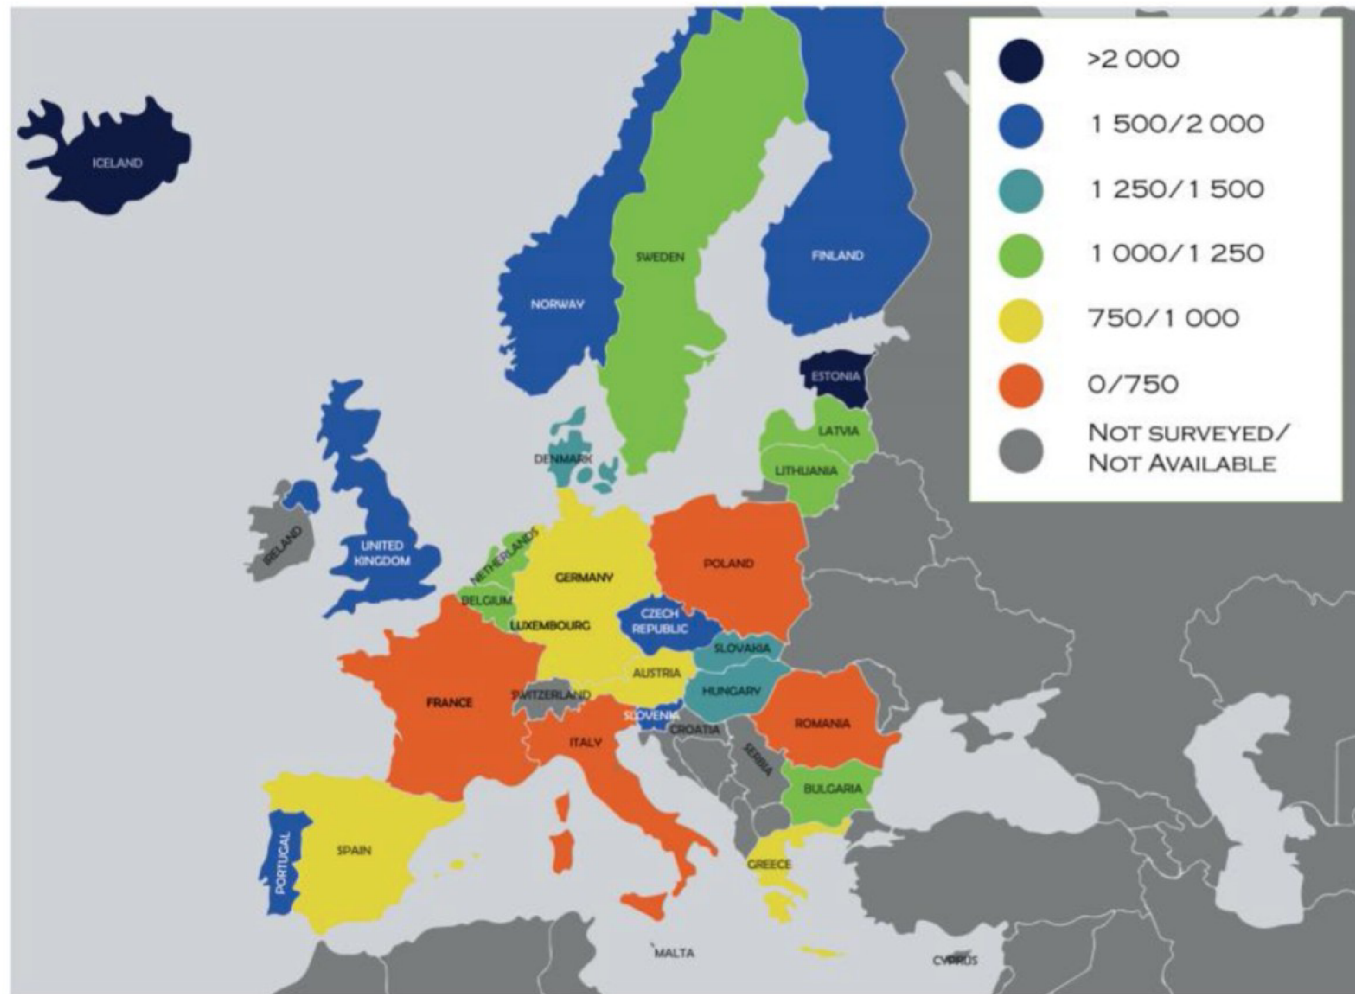 >2 000
1 500/2 000
1 250/1 500
1 000/1 250
750/1 000
0/750
NOT SURVEYED/
NOT AVAILABLE
ICELAND
SWEDEN
FINLAND
NORWAY
ESTONIA
LATVIA
DENMARK
LITHUANIA
IRELAND
UNITED
KINGDOM
NETHERLANDS
BELGIUM
GERMANY
POLAND
LUXEMBOURG
CZECH
REPUBLIC
SLOVAKIA
AUSTRIA
HUNGARY
SWITZERLAND
FRANCE
SLOVENIA
CROATIA
ROMANIA
ITALY
SERBIA
BULGARIA
PORTUGAL
SPAIN
GREECE
MALTA
CYPRUS